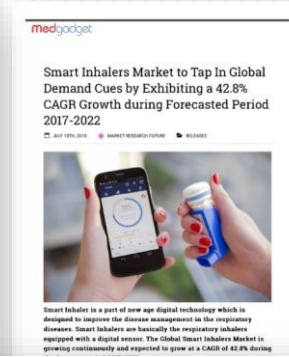 medgadget
Smart Inhalers Market to Tap In Global
Demand Cues by Exhibiting a 42.8%
CAGR Growth during Forecasted Period
2017-2022
JULY 18TH, 2018 MARKET RESEARCH FUTURE RELEASES
Smart Inhaler is a part of new age digital technology which is
designed to improve the disease management in the respiratory
diseases. Smart Inhalers are basically the respiratory inhalers
equipped with a digital sensor. The Global Smart Inhalers Market is
growing continuously and expected to grow at a CAGR of 42.8% during